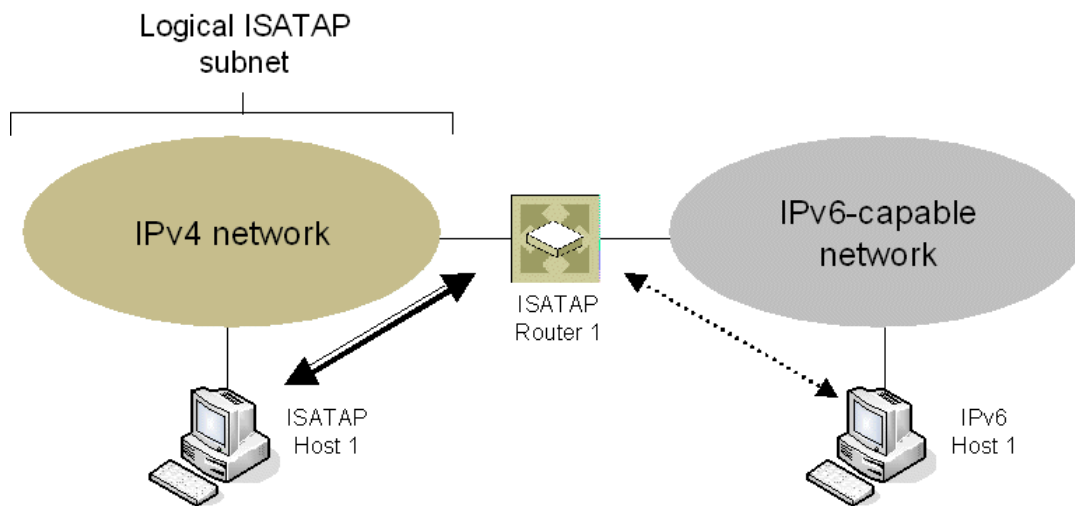 Logical ISATAP
subnet
IPv4 network
ISATAP
Router 1
IPv6-capable
network
ISATAP
Host 1
IPv6
Host 1